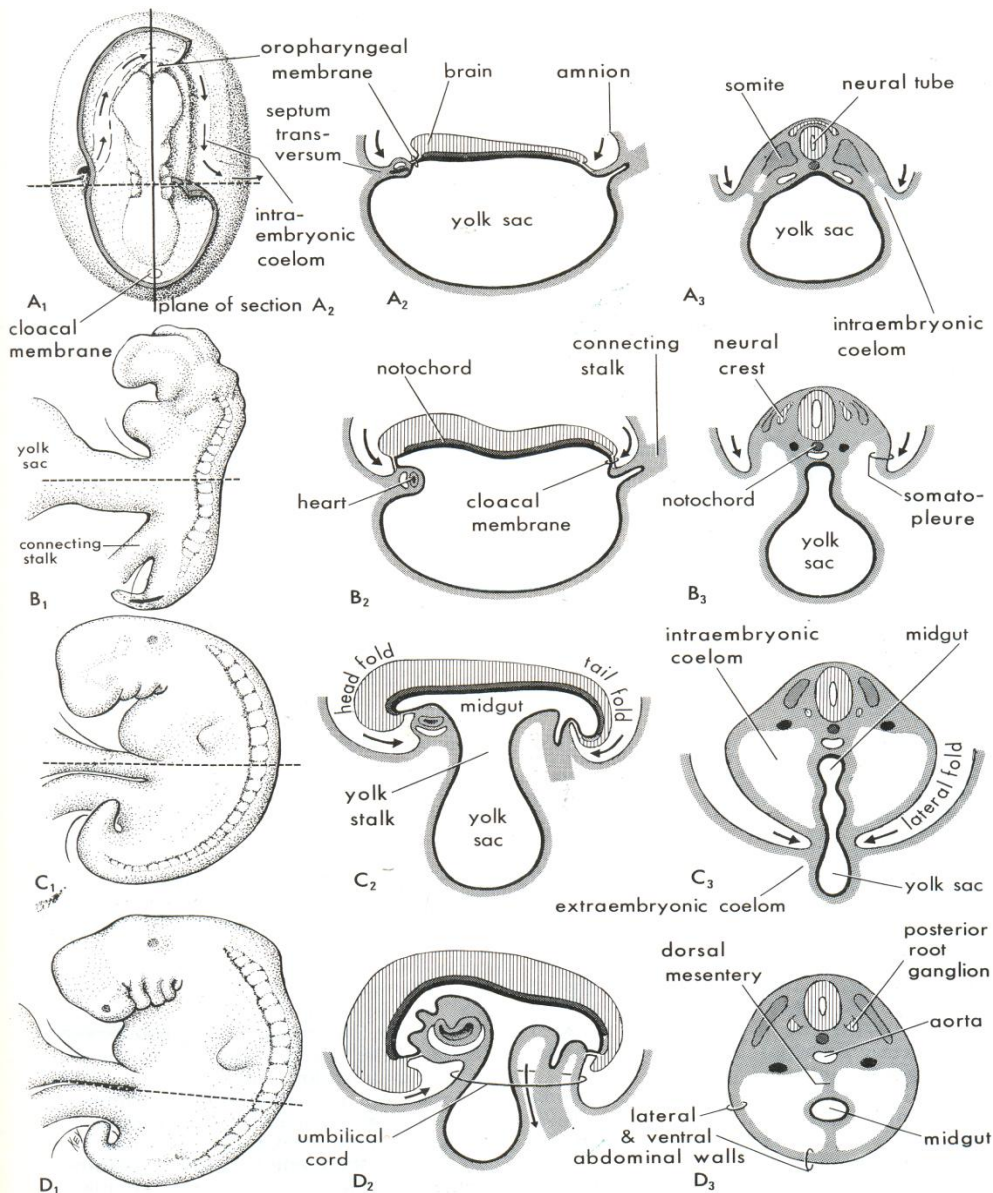 oropharyngeal
membrane
brain
amnion
somite
neural tube
septum
trans-
versum
yolk sac
yolk sac
intra-
embryonic
coelom
A1
plane of section A2
A2
A3
cloacal
membrane
intraembryonic
coelom
notochord
connecting
stalk
neural
crest
yolk
sac
heart
cloacal
membrane
notochord
somato-
pleure
connecting
stalk
yolk
sac
B1
B2
B3
intraembryonic
coelom
midgut
head fold
tail fold
midgut
lateral fold
yolk
stalk
yolk
sac
C1
C2
C3
yolk sac
extraembryonic coelom
dorsal
mesentery
posterior
root
ganglion
aorta
umbilical
cord
lateral
& ventral
abdominal walls
midgut
D1
D2
D3